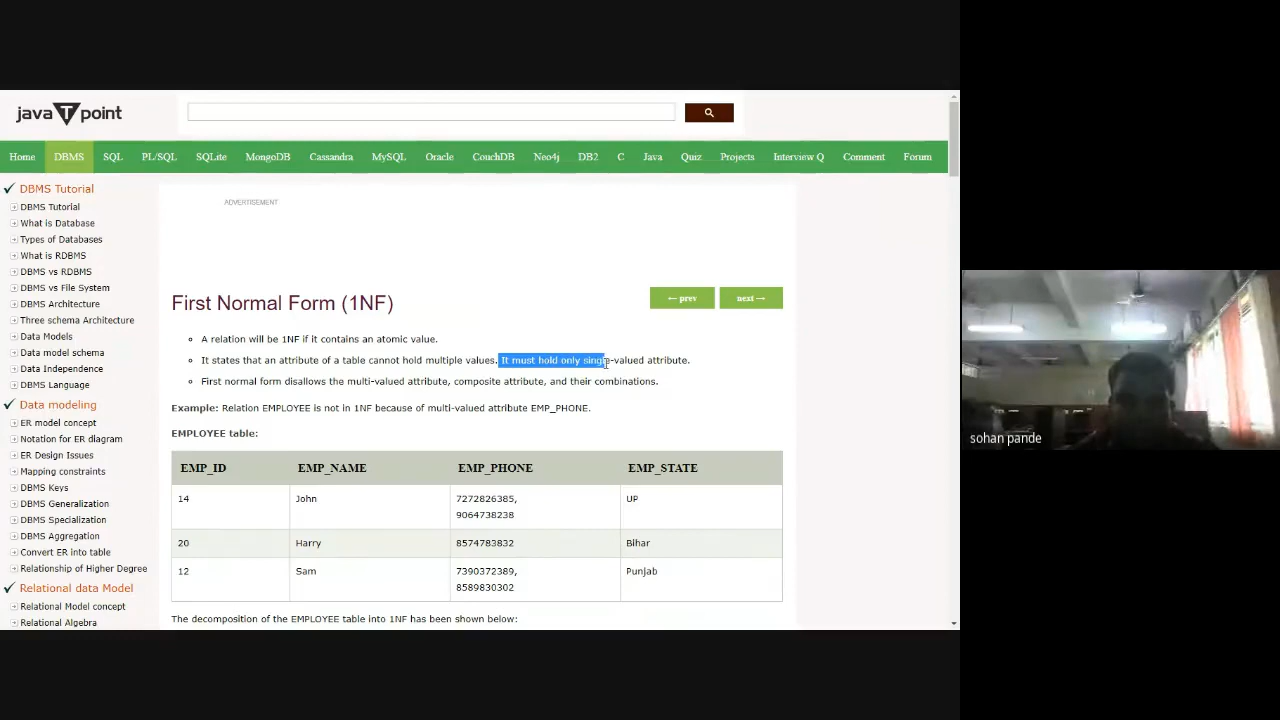 java T point
Home DBMS SQL PL/SQL SQLite MongoDB Cassandra MySQL Oracle CouchDB Neo4j DB2 C Java Quiz Projects Interview Q Comment Forum
DBMS Tutorial
DBMS Tutorial
What is Database
Types of Databases
What is RDBMS
DBMS vs RDBMS
DBMS vs File System
DBMS Architecture
Three schema Architecture
Data Models
Data model schema
Data Independence
DBMS Language
Data modeling
ER model concept
Notation for ER diagram
ER Design Issues
Mapping constraints
DBMS Keys
DBMS Generalization
DBMS Specialization
DBMS Aggregation
Convert ER into table
Relationship of Higher Degree
Relational data Model
Relational Model concept
Relational Algebra
ADVERTISEMENT
First Normal Form (1NF)
← prev next →
A relation will be 1NF if it contains an atomic value.
It states that an attribute of a table cannot hold multiple values. It must hold only single-valued attribute.
First normal form disallows the multi-valued attribute, composite attribute, and their combinations.
Example: Relation EMPLOYEE is not in 1NF because of multi-valued attribute EMP_PHONE.
EMPLOYEE table:
EMP_ID EMP_NAME EMP_PHONE EMP_STATE
14 John 7272826385, UP
9064738238
20 Harry 8574783832 Bihar
12 Sam 7390372389, Punjab
8589830302
The decomposition of the EMPLOYEE table into 1NF has been shown below:
sohan pande